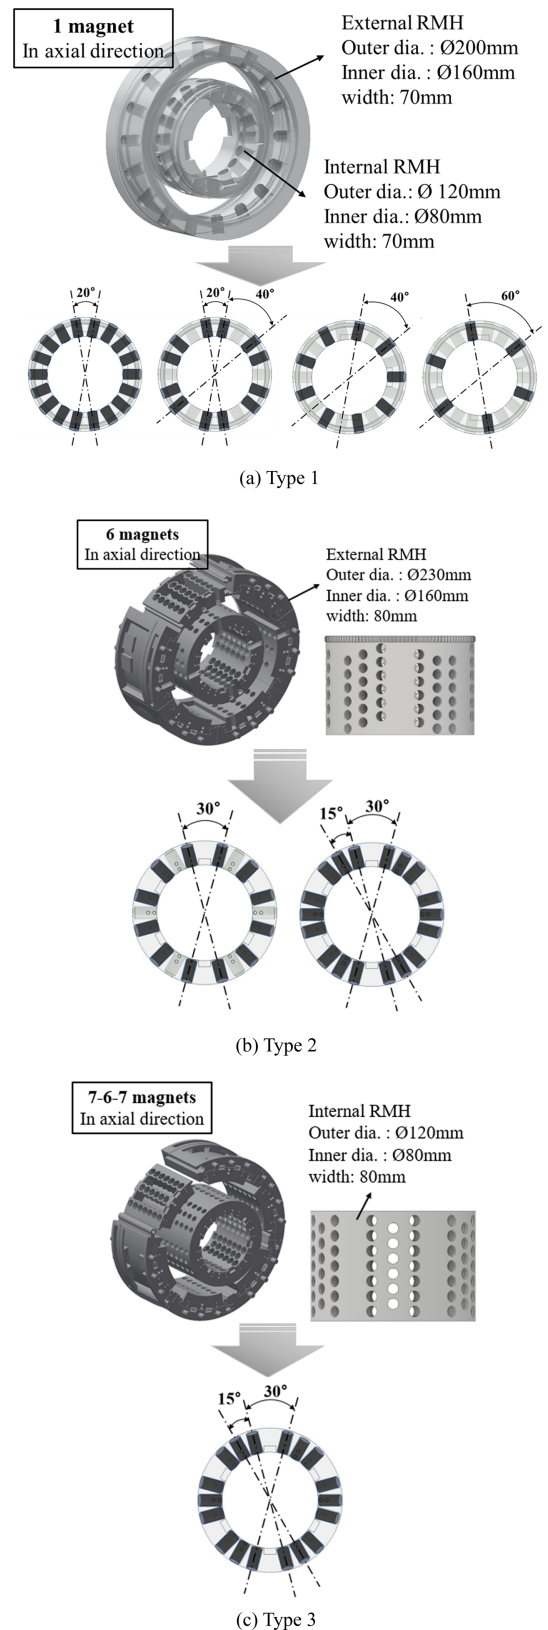 1 magnet
In axial direction
External RMH
Outer dia. : Ø200mm
Inner dia. : Ø160mm
width: 70mm
Internal RMH
Outer dia.: Ø 120mm
Inner dia.: Ø80mm
width: 70mm
20° 20° 40° 40° 60°
(a) Type 1
6 magnets
In axial direction
External RMH
Outer dia. : Ø230mm
Inner dia. : Ø160mm
width: 80mm
30° 15° 30°
(b) Type 2
7-6-7 magnets
In axial direction
Internal RMH
Outer dia. : Ø120mm
Inner dia. : Ø80mm
width: 80mm
15° 30°
(c) Type 3